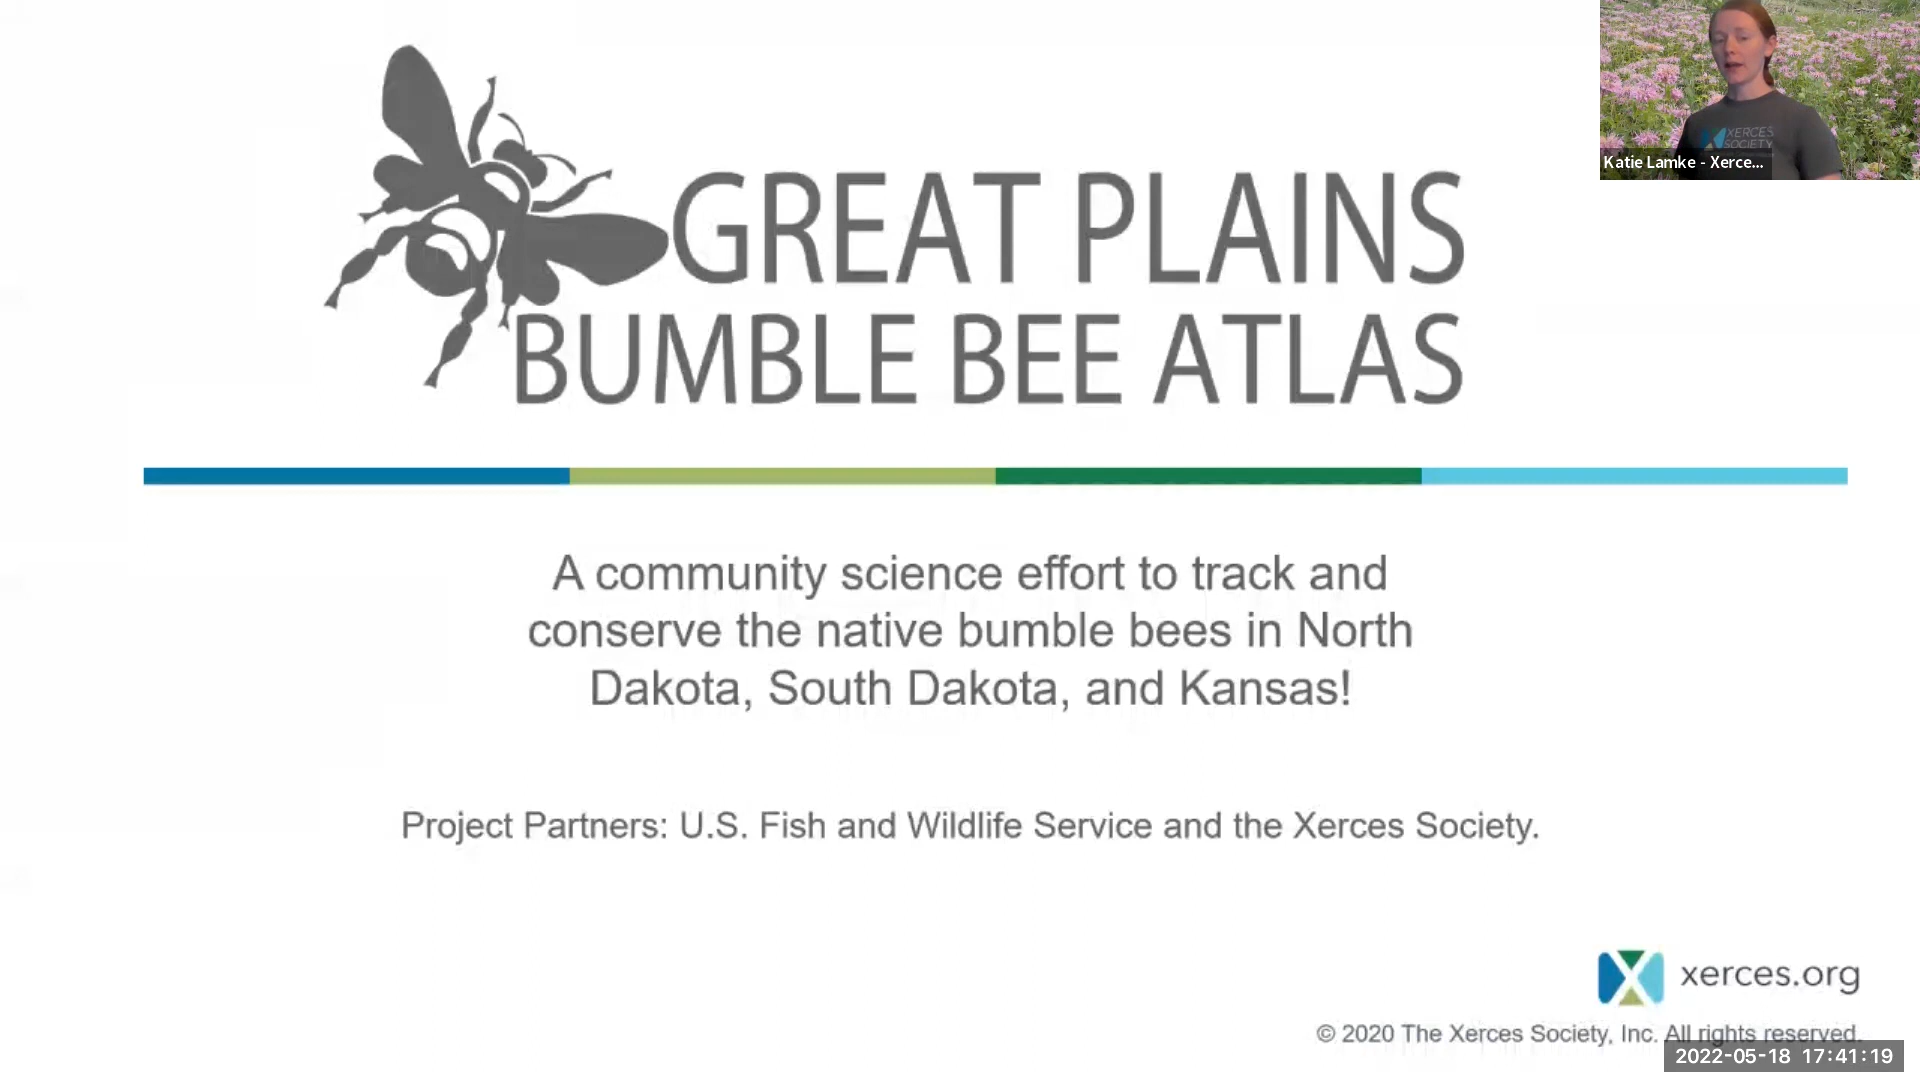 GREAT PLAINS
BUMBLE BEE ATLAS
XERCES
SOCIETY
Katie Lamke - Xerce...
A community science effort to track and
conserve the native bumble bees in North
Dakota, South Dakota, and Kansas!
Project Partners: U.S. Fish and Wildlife Service and the Xerces Society.
xerces.org
© 2020 The Xerces Society, Inc. All rights reserved.
2022-05-18 17:41:19